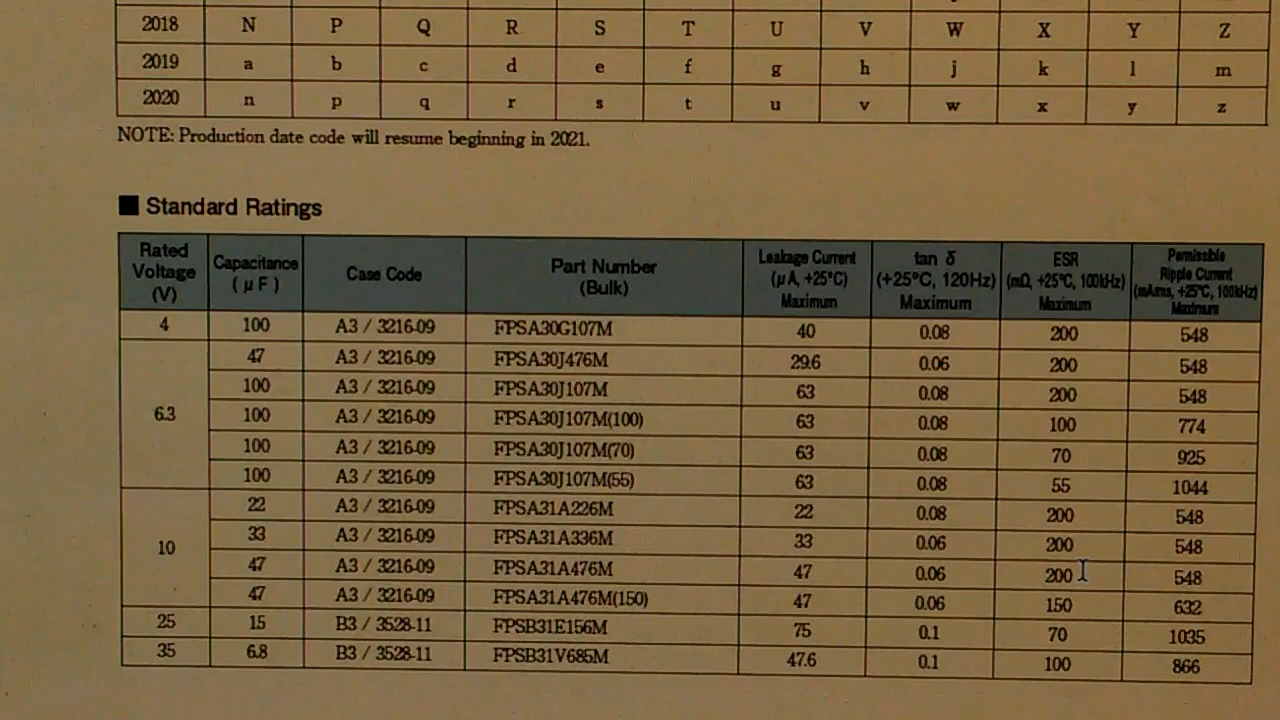 2018 N P Q R S T U V W X Y Z
2019 a b c d e f g h j k l m
2020 n p q r s t u v w x y z
NOTE: Production date code will resume beginning in 2021.
■ Standard Ratings
Rated Voltage (V) Capacitance (μF) Case Code Part Number (Bulk) Leakage Current (μA, +25°C) Maximum tan δ (+25°C, 120Hz) Maximum ESR (mΩ, +25°C, 100kHz) Maximum Permissible Ripple Current (mArms, +25°C, 100kHz) Maximum
4 100 A3 / 3216-09 FPSA30G107M 40 0.08 200 548
6.3 47 A3 / 3216-09 FPSA30J476M 29.6 0.06 200 548
100 A3 / 3216-09 FPSA30J107M 63 0.08 200 548
100 A3 / 3216-09 FPSA30J107M(100) 63 0.08 100 774
100 A3 / 3216-09 FPSA30J107M(70) 63 0.08 70 925
100 A3 / 3216-09 FPSA30J107M(55) 63 0.08 55 1044
10 22 A3 / 3216-09 FPSA31A226M 22 0.08 200 548
33 A3 / 3216-09 FPSA31A336M 33 0.06 200 548
47 A3 / 3216-09 FPSA31A476M 47 0.06 200 548
47 A3 / 3216-09 FPSA31A476M(150) 47 0.06 150 632
25 15 B3 / 3528-11 FPSB31E156M 75 0.1 70 1035
35 6.8 B3 / 3528-11 FPSB31V685M 47.6 0.1 100 866